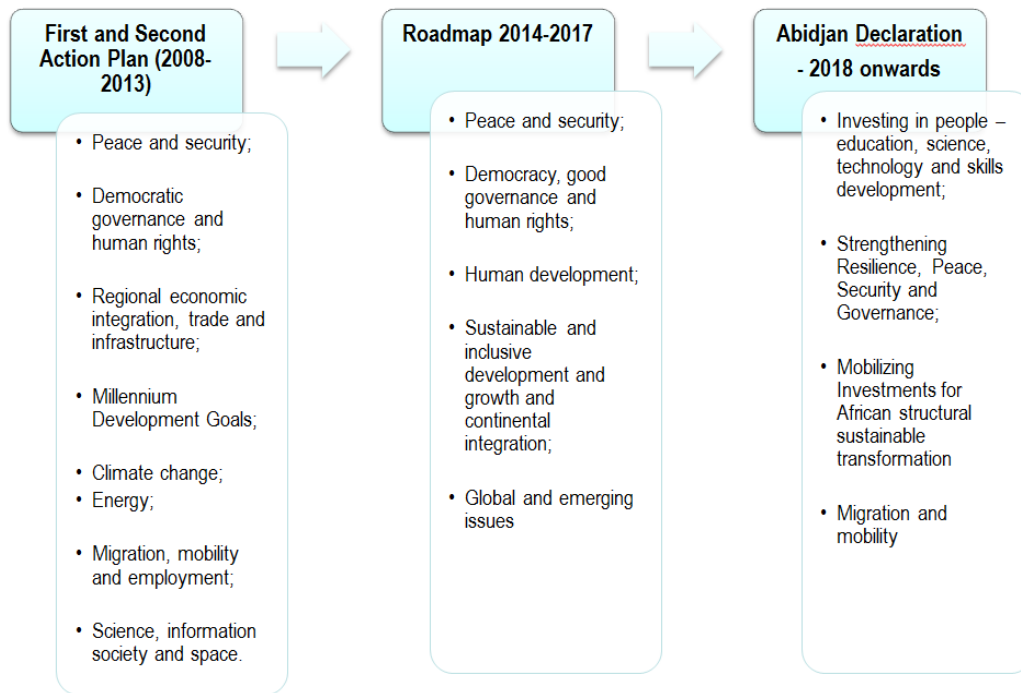 First and Second
Action Plan (2008-
2013)
• Peace and security;
• Democratic
governance and
human rights;
• Regional economic
integration, trade and
infrastructure;
• Millennium
Development Goals;
• Climate change;
• Energy;
• Migration, mobility
and employment;
• Science, information
society and space.
Roadmap 2014-2017
• Peace and security;
• Democracy, good
governance and
human rights;
• Human development;
• Sustainable and
inclusive
development and
growth and
continental
integration;
• Global and emerging
issues
Abidjan Declaration
- 2018 onwards
• Investing in people –
education, science,
technology and skills
development;
• Strengthening
Resilience, Peace,
Security and
Governance;
• Mobilizing
Investments for
African structural
sustainable
transformation
• Migration and
mobility